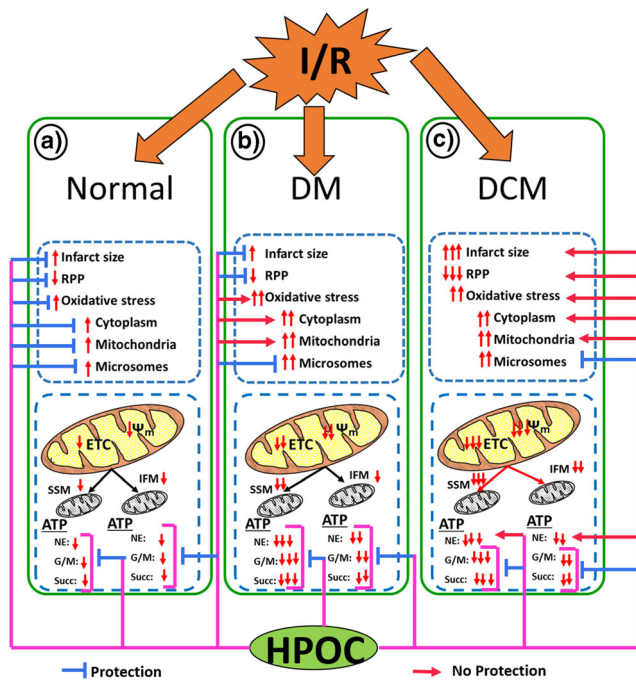 I/R
a)
Normal
↑ Infarct size
↓ RPP
↑ Oxidative stress
↑ Cytoplasm
↑ Mitochondria
↑ Microsomes
↓ ETC ↓Ψm
SSM ↓ IFM ↓
ATP ATP
NE: ↓ NE: ↓
G/M: ↓ G/M: ↓
Succ: ↓ Succ: ↓
b)
DM
↑ Infarct size
↓ RPP
↑↑ Oxidative stress
↑↑ Cytoplasm
↑↑ Mitochondria
↑↑ Microsomes
↓↓ ETC ↓↓Ψm
SSM ↓↓ IFM ↓
ATP ATP
NE: ↓↓↓ NE: ↓↓
G/M: ↓↓↓ G/M: ↓↓
Succ: ↓↓↓ Succ: ↓↓
c)
DCM
↑↑↑ Infarct size
↓↓↓ RPP
↑↑ Oxidative stress
↑↑ Cytoplasm
↑↑ Mitochondria
↑↑ Microsomes
↓↓↓ ETC ↓↓↓Ψm
SSM ↓↓↓ IFM ↓↓
ATP ATP
NE: ↓↓↓ NE: ↓↓
G/M: ↓↓↓ G/M: ↓↓
Succ: ↓↓↓ Succ: ↓↓
HPOC
Protection
No Protection